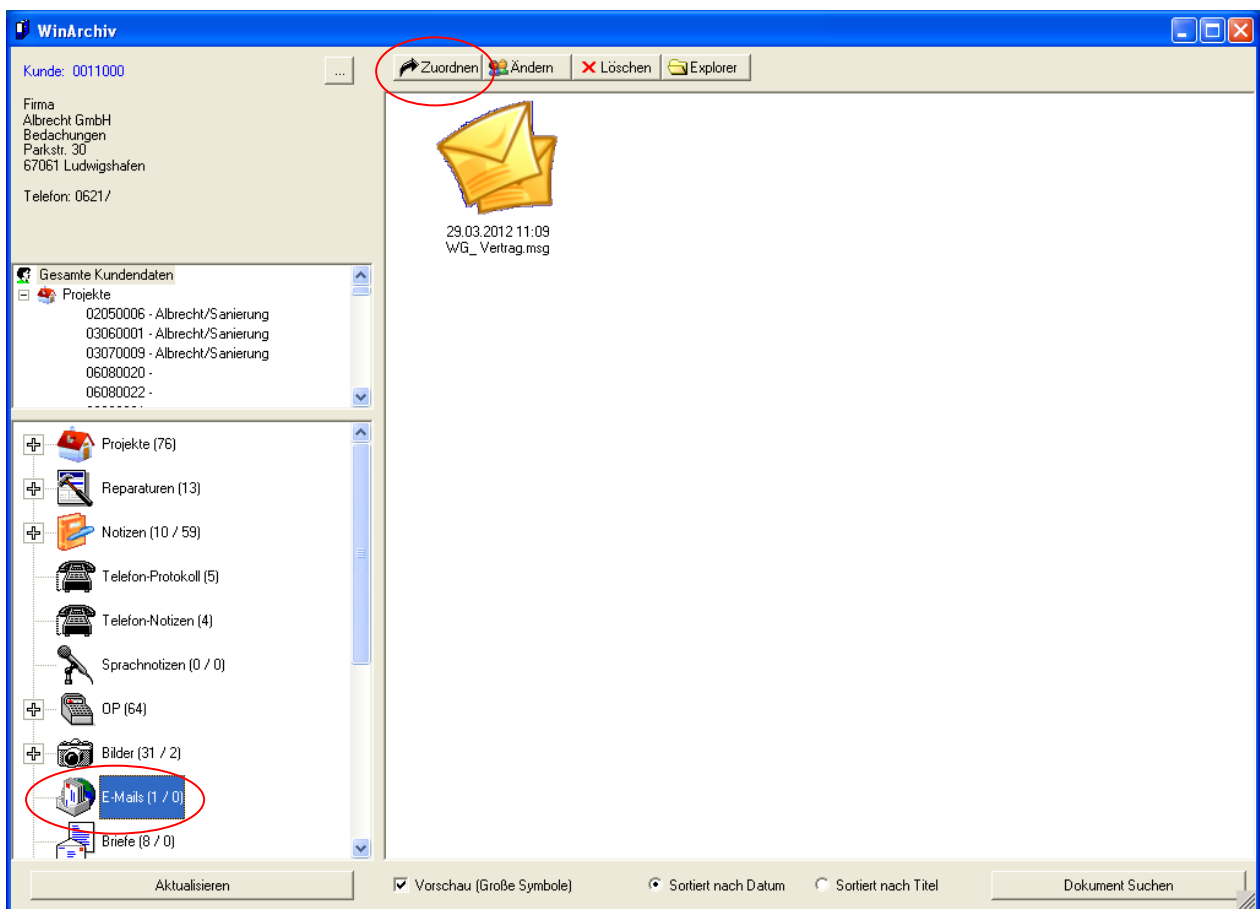 WinArchiv
Kunde: 0011000
...
Firma
Albrecht GmbH
Bedachungen
Parkstr. 30
67061 Ludwigshafen
Telefon: 0621/
Gesamte Kundendaten
Projekte
02050006 - Albrecht/Sanierung
03060001 - Albrecht/Sanierung
03070009 - Albrecht/Sanierung
06080020 -
06080022 -
Projekte (76)
Reparaturen (13)
Notizen (10 / 59)
Telefon-Protokoll (5)
Telefon-Notizen (4)
Sprachnotizen (0 / 0)
OP (64)
Bilder (31 / 2)
E-Mails (1 / 0)
Briefe (8 / 0)
Aktualisieren
Zuordnen Ändern Löschen Explorer
29.03.2012 11:09
WG_ Vertrag.msg
Vorschau (Große Symbole) Sortiert nach Datum Sortiert nach Titel Dokument Suchen